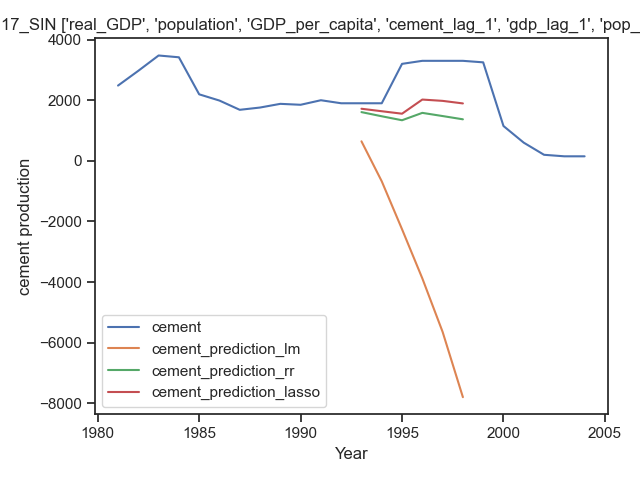 17_SIN ['real_GDP', 'population', 'GDP_per_capita', 'cement_lag_1', 'gdp_lag_1', 'pop_
4000
2000
0
−2000
−4000
−6000
−8000
cement production
cement
cement_prediction_lm
cement_prediction_rr
cement_prediction_lasso
1980
1985
1990
1995
2000
2005
Year